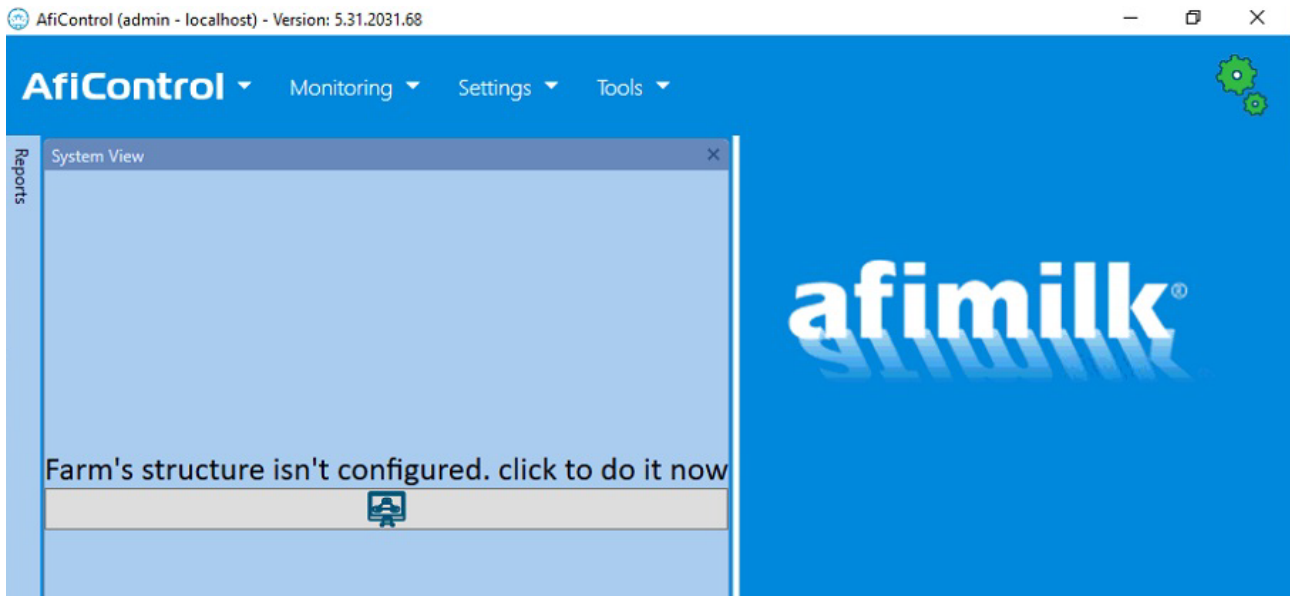 AfiControl (admin - localhost) - Version: 5.31.2031.68
AfiControl Monitoring Settings Tools
Reports
System View
afimilk®
Farm's structure isn't configured. click to do it now